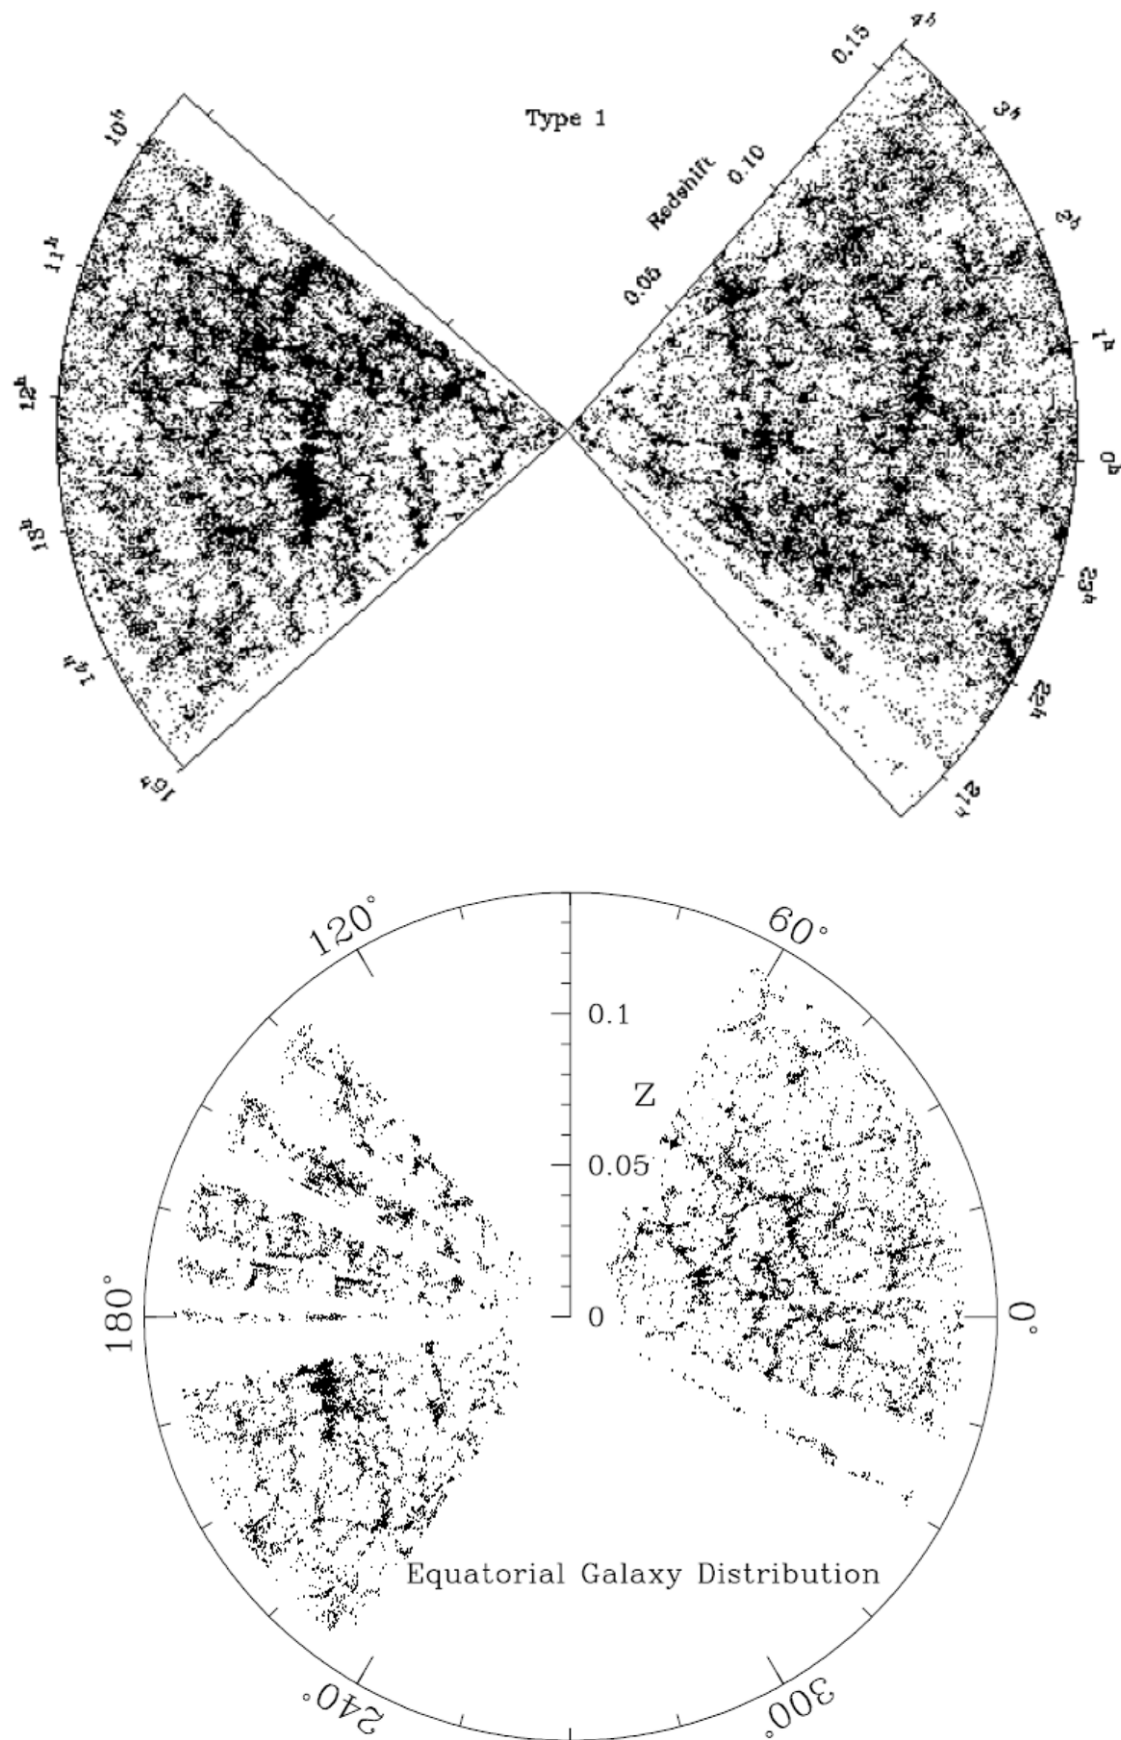 4h
0.15
3h
10h
Type 1
0.10
Redshift
2h
11h
0.05
1h
12h
0h
13h
23h
14h
22h
15h
21h
120°
60°
0.1
Z
0.05
180°
0
0°
Equatorial Galaxy Distribution
240°
300°